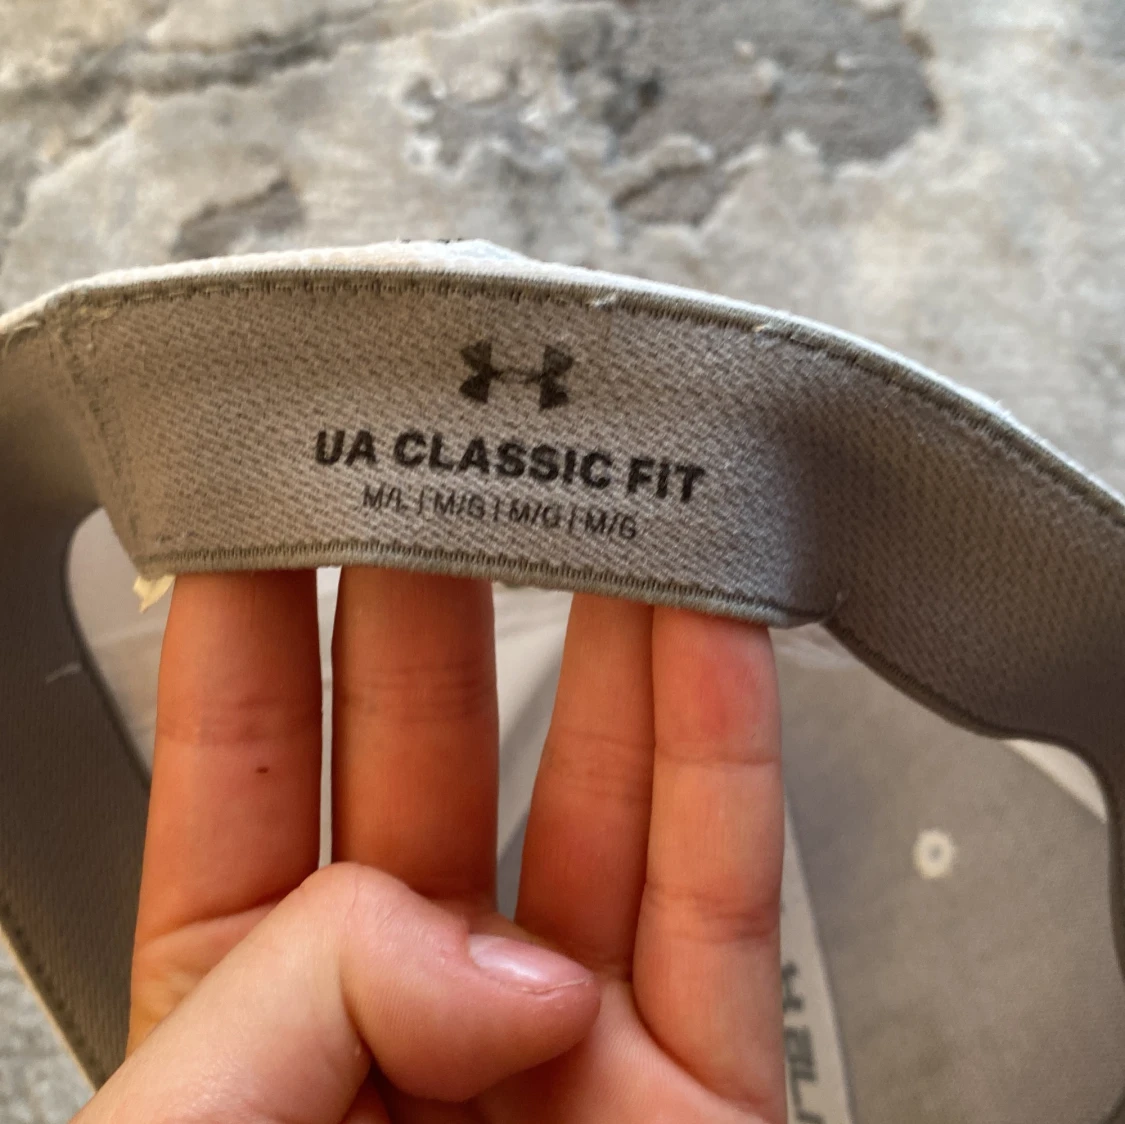 UA CLASSIC FIT
M/L | M/G | M/G | M/G